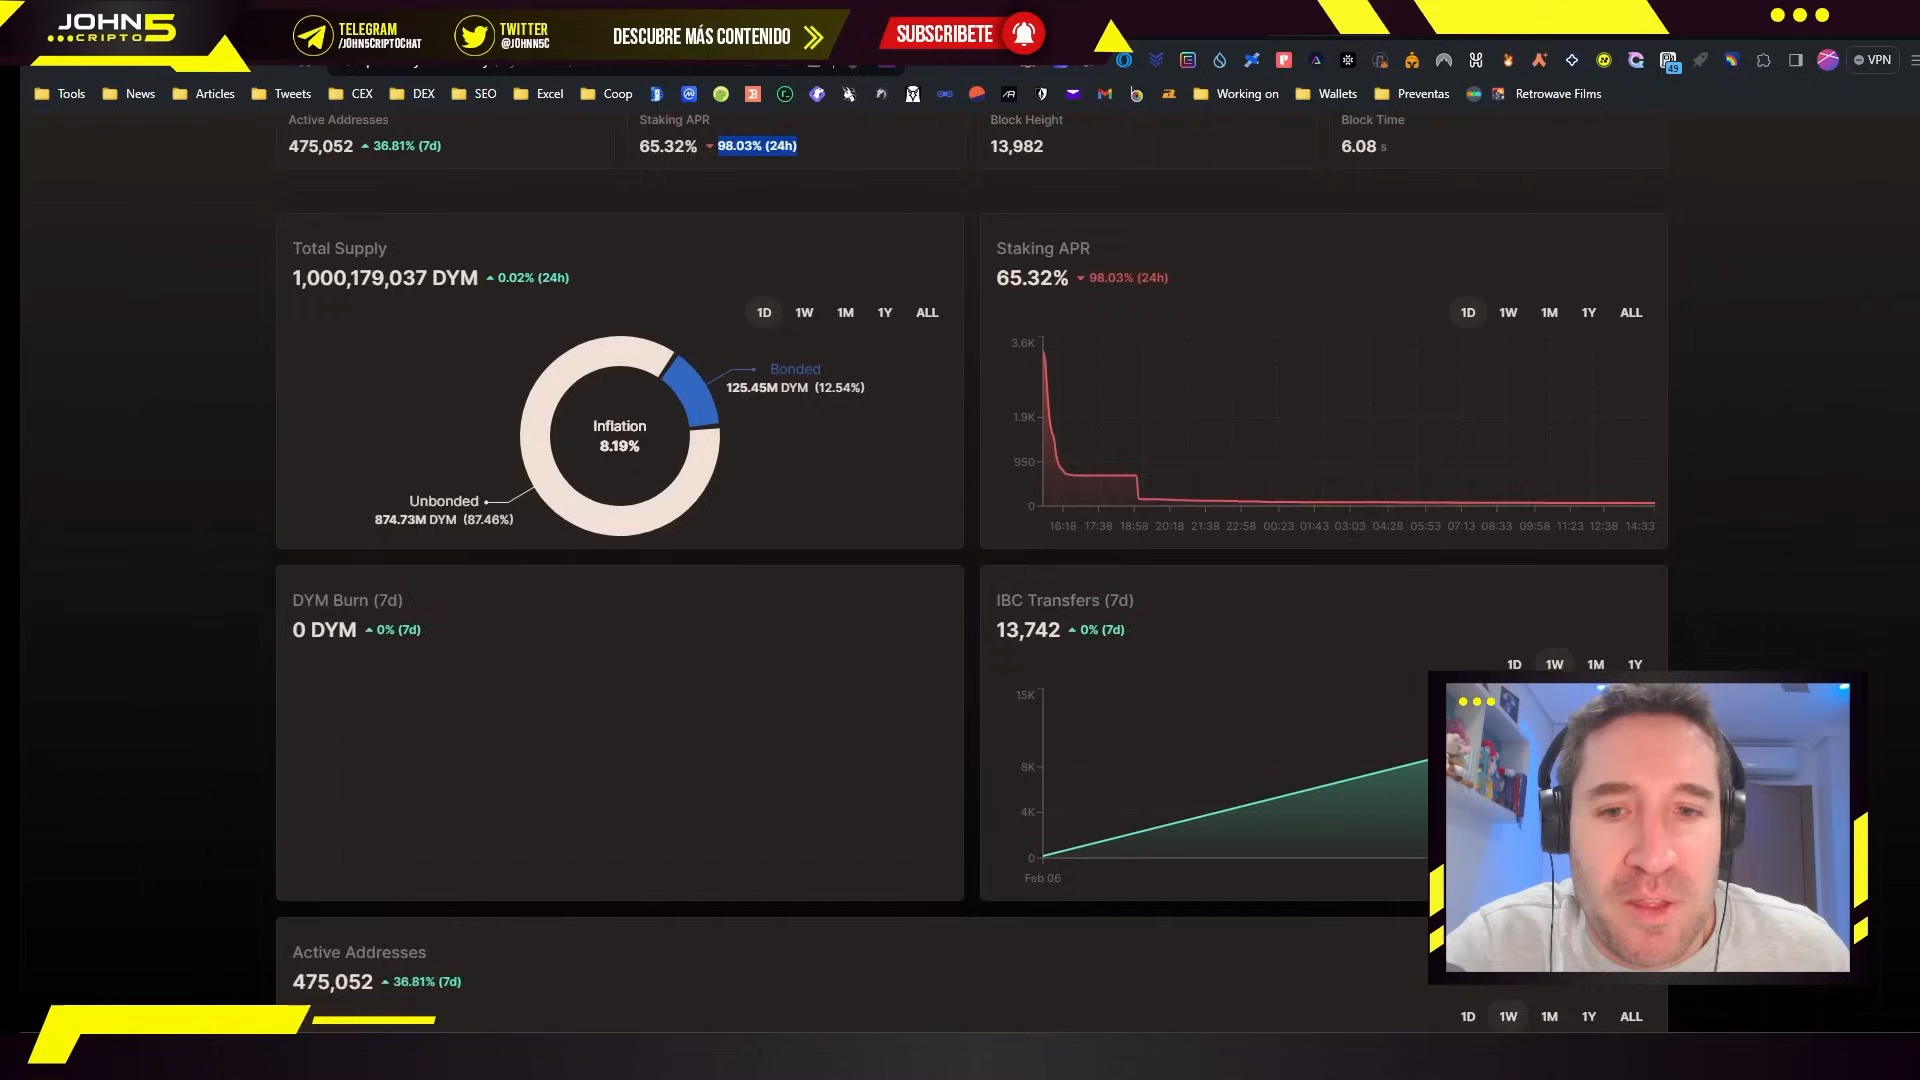 JOHN5
CRIPTO
TELEGRAM
/JOHN5CRIPTOCHAT
TWITTER
@J0HNN5C
DESCUBRE MÁS CONTENIDO
SUBSCRIBETE
49
VPN
Tools
News
Articles
Tweets
CEX
DEX
SEO
Excel
Coop
Working on
Wallets
Preventas
Retrowave Films
Active Addresses
475,052 36.81% (7d)
Staking APR
65.32% 98.03% (24h)
Block Height
13,982
Block Time
6.08 s
Total Supply
1,000,179,037 DYM 0.02% (24h)
1D 1W 1M 1Y ALL
Bonded
125.45M DYM (12.54%)
Inflation
8.19%
Unbonded
874.73M DYM (87.46%)
Staking APR
65.32% 98.03% (24h)
1D 1W 1M 1Y ALL
3.6K
1.9K
950
0
16:18 17:38 18:58 20:18 21:38 22:58 00:23 01:43 03:03 04:28 05:53 07:13 08:33 09:58 11:23 12:38 14:33
DYM Burn (7d)
0 DYM 0% (7d)
IBC Transfers (7d)
13,742 0% (7d)
1D 1W 1M 1Y
15K
8K
4K
0
Feb 06
Active Addresses
475,052 36.81% (7d)
1D 1W 1M 1Y ALL